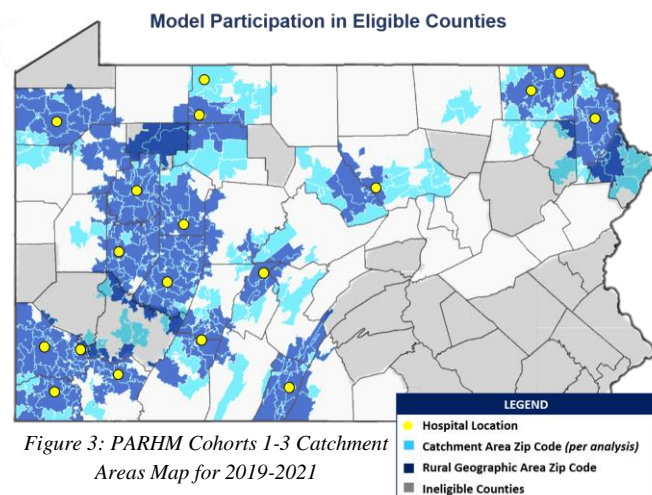 Model Participation in Eligible Counties
LEGEND
Hospital Location
Catchment Area Zip Code (per analysis)
Rural Geographic Area Zip Code
Ineligible Counties
Figure 3: PARHM Cohorts 1-3 Catchment
Areas Map for 2019-2021